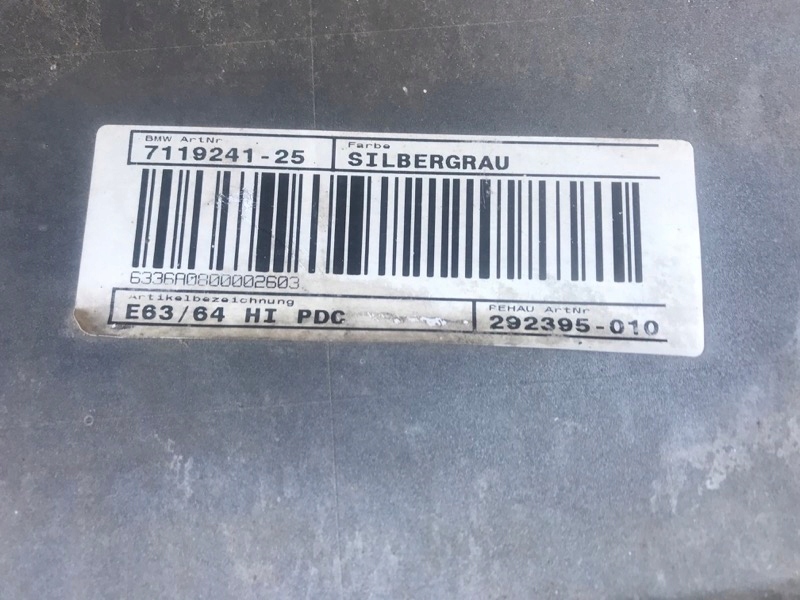 BMW ArtNr Farbe
7119241-25 SILBERGRAU
6336A0800002603
Artikelbezeichnung REHAU ArtNr
E63/64 HI PDC 292395-010